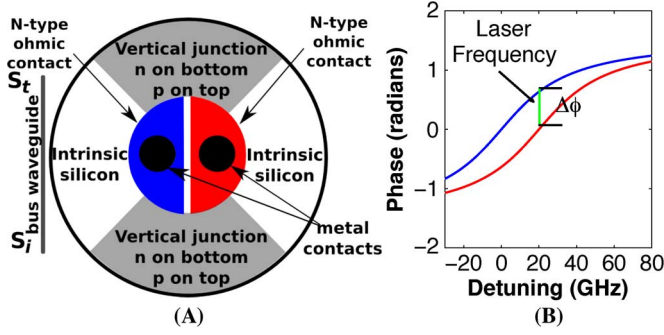 N-type
ohmic
contact
Vertical junction
n on bottom
p on top
N-type
ohmic
contact
St
bus waveguide
Si
Intrinsic
silicon
Intrinsic
silicon
Vertical junction
n on bottom
p on top
metal
contacts
(A)
Phase (radians)
2
1
0
-1
-2
Laser
Frequency
Δϕ
-20
0
20
40
60
80
Detuning (GHz)
(B)